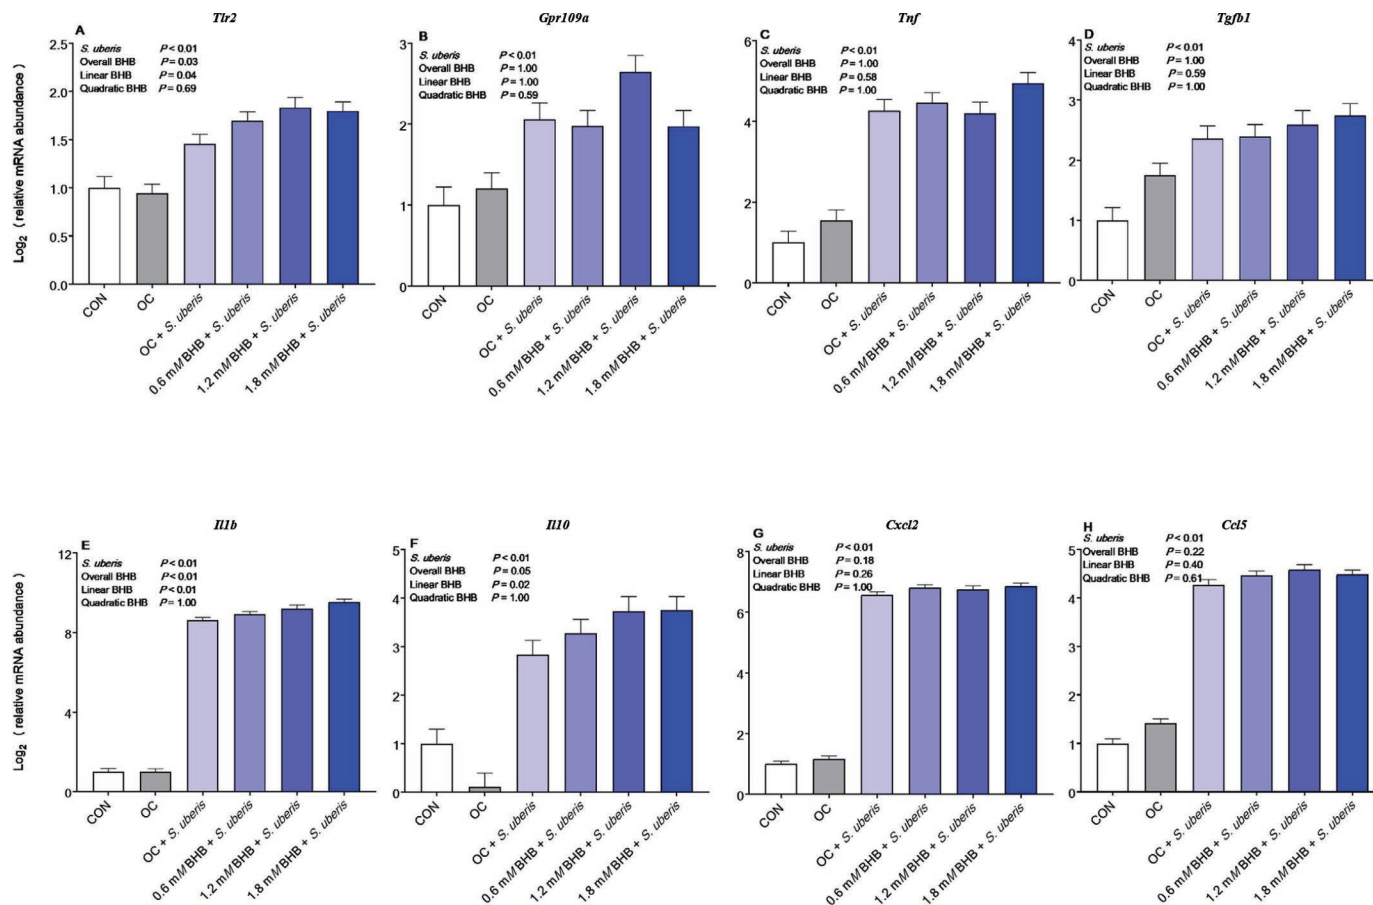 Tlr2
A
S. uberis P < 0.01
Overall BHB P = 0.03
Linear BHB P = 0.04
Quadratic BHB P = 0.69
Log2 (relative mRNA abundance)
2.5
2.0
1.5
1.0
0.5
0.0
CON
OC
OC + S. uberis
0.6 mM BHB + S. uberis
1.2 mM BHB + S. uberis
1.8 mM BHB + S. uberis
Gpr109a
B
S. uberis P < 0.01
Overall BHB P = 1.00
Linear BHB P = 1.00
Quadratic BHB P = 0.59
3
2
1
0
CON
OC
OC + S. uberis
0.6 mM BHB + S. uberis
1.2 mM BHB + S. uberis
1.8 mM BHB + S. uberis
Tnf
C
S. uberis P < 0.01
Overall BHB P = 1.00
Linear BHB P = 0.58
Quadratic BHB P = 1.00
6
4
2
0
CON
OC
OC + S. uberis
0.6 mM BHB + S. uberis
1.2 mM BHB + S. uberis
1.8 mM BHB + S. uberis
Tgfb1
D
S. uberis P < 0.01
Overall BHB P = 1.00
Linear BHB P = 0.59
Quadratic BHB P = 1.00
4
3
2
1
0
CON
OC
OC + S. uberis
0.6 mM BHB + S. uberis
1.2 mM BHB + S. uberis
1.8 mM BHB + S. uberis
Il1b
E
S. uberis P < 0.01
Overall BHB P < 0.01
Linear BHB P < 0.01
Quadratic BHB P = 1.00
Log2 (relative mRNA abundance)
12
8
4
0
CON
OC
OC + S. uberis
0.6 mM BHB + S. uberis
1.2 mM BHB + S. uberis
1.8 mM BHB + S. uberis
Il10
F
S. uberis P < 0.01
Overall BHB P = 0.05
Linear BHB P = 0.02
Quadratic BHB P = 1.00
5
4
3
2
1
0
CON
OC
OC + S. uberis
0.6 mM BHB + S. uberis
1.2 mM BHB + S. uberis
1.8 mM BHB + S. uberis
Cxcl2
G
S. uberis P < 0.01
Overall BHB P = 0.18
Linear BHB P = 0.26
Quadratic BHB P = 1.00
8
6
4
2
0
CON
OC
OC + S. uberis
0.6 mM BHB + S. uberis
1.2 mM BHB + S. uberis
1.8 mM BHB + S. uberis
Ccl5
H
S. uberis P < 0.01
Overall BHB P = 0.22
Linear BHB P = 0.40
Quadratic BHB P = 0.61
5
4
3
2
1
0
CON
OC
OC + S. uberis
0.6 mM BHB + S. uberis
1.2 mM BHB + S. uberis
1.8 mM BHB + S. uberis